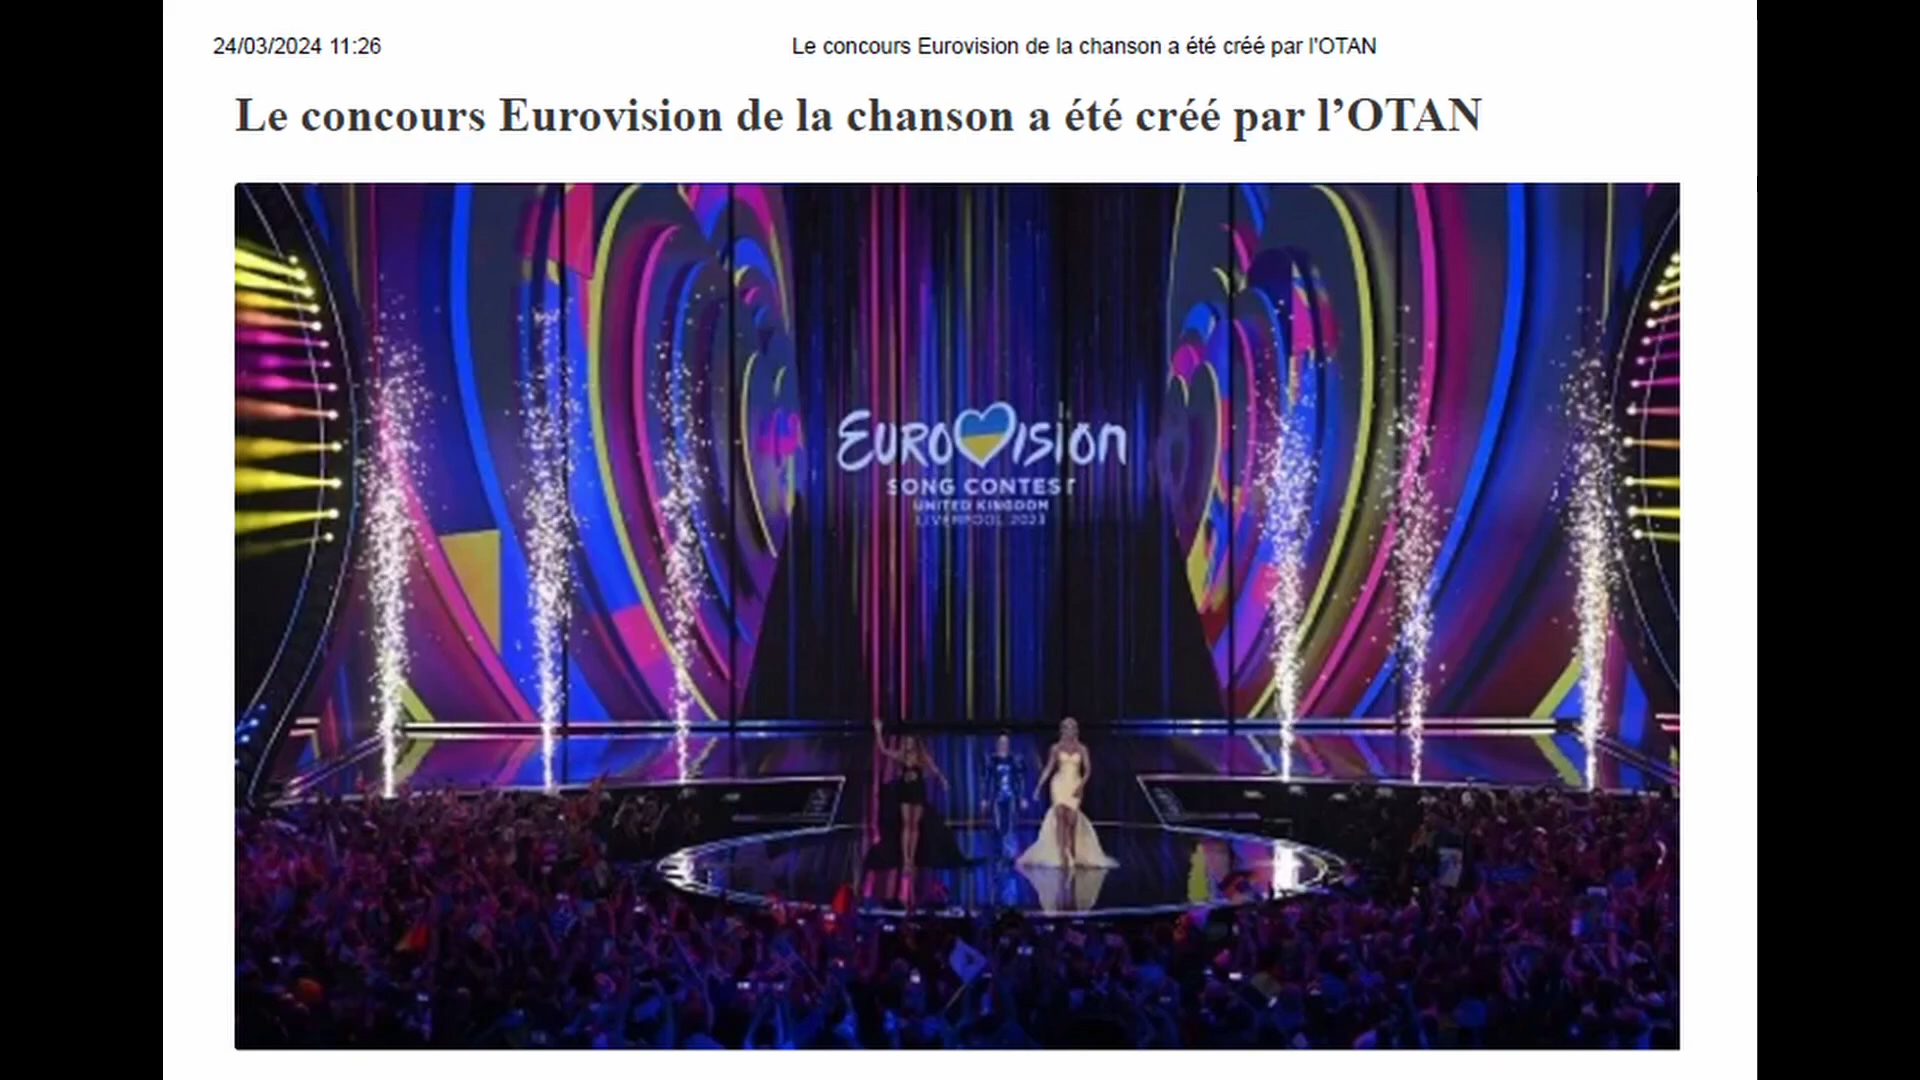 24/03/2024 11:26
Le concours Eurovision de la chanson a été créé par l'OTAN
Le concours Eurovision de la chanson a été créé par l’OTAN
EUROVISION
SONG CONTEST
UNITED KINGDOM
LIVERPOOL 2023